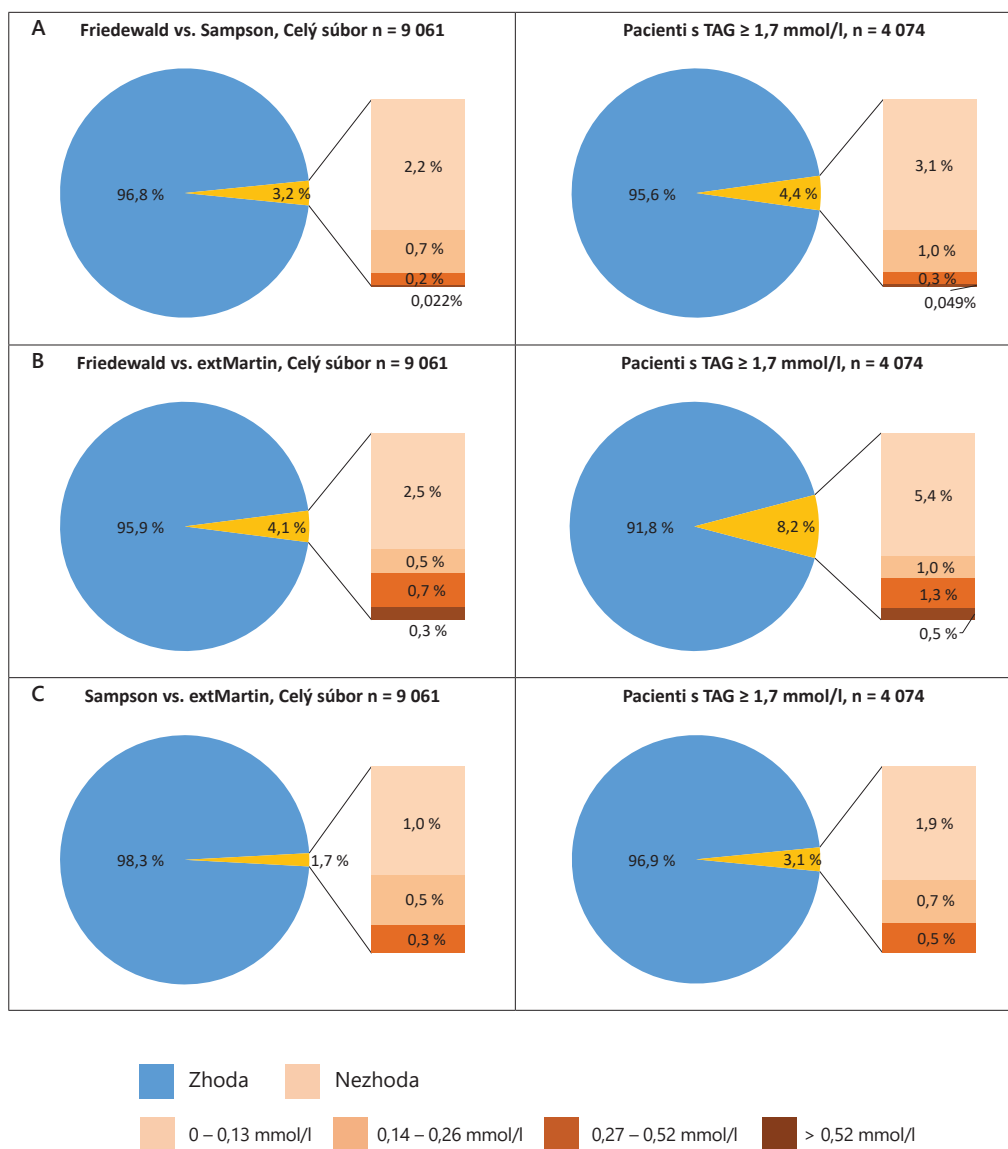 A
Friedewald vs. Sampson, Celý súbor n = 9 061
96,8 %
3,2 %
2,2 %
0,7 %
0,2 %
0,022%
Pacienti s TAG ≥ 1,7 mmol/l, n = 4 074
95,6 %
4,4 %
3,1 %
1,0 %
0,3 %
0,049%
B
Friedewald vs. extMartin, Celý súbor n = 9 061
95,9 %
4,1 %
2,5 %
0,5 %
0,7 %
0,3 %
Pacienti s TAG ≥ 1,7 mmol/l, n = 4 074
91,8 %
8,2 %
5,4 %
1,0 %
1,3 %
0,5 %
C
Sampson vs. extMartin, Celý súbor n = 9 061
98,3 %
1,7 %
1,0 %
0,5 %
0,3 %
Pacienti s TAG ≥ 1,7 mmol/l, n = 4 074
96,9 %
3,1 %
1,9 %
0,7 %
0,5 %
Zhoda
Nezhoda
0 – 0,13 mmol/l
0,14 – 0,26 mmol/l
0,27 – 0,52 mmol/l
> 0,52 mmol/l